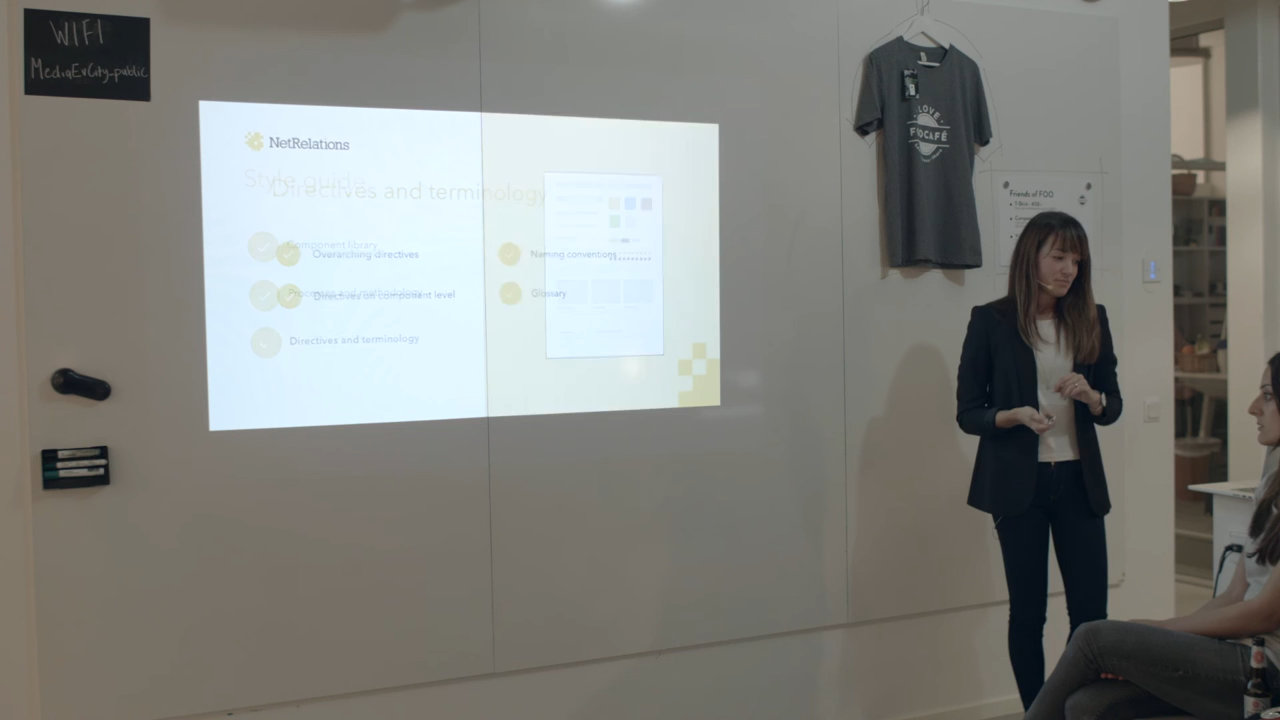 WIFI
MediaEvCity_public
NetRelations
Style guide
Directives and terminology
Component library
Overarching directives
Processes and methodology
Directives on component level
Directives and terminology
Naming conventions
Glossary
LOVE
FOOCAFÉ
Friends of FOO